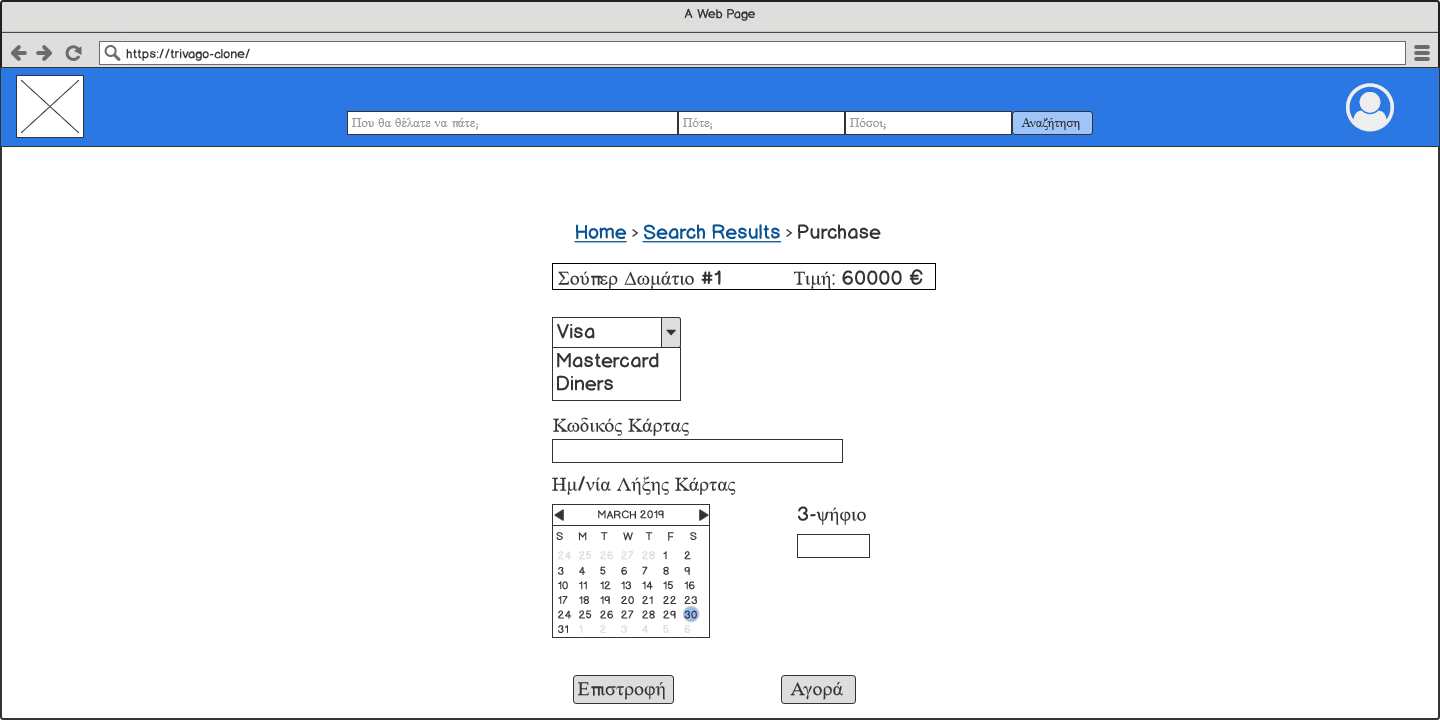 A Web Page
https://trivago-clone/
Που θα θέλατε να πάτε; Πότε; Πόσοι; Αναζήτηση
Home > Search Results > Purchase
Σούπερ Δωμάτιο #1 Τιμή: 60000 €
Visa
Mastercard
Diners
Κωδικός Κάρτας
Ημ/νία Λήξης Κάρτας
3-ψήφιο
MARCH 2019
S M T W T F S
24 25 26 27 28 1 2
3 4 5 6 7 8 9
10 11 12 13 14 15 16
17 18 19 20 21 22 23
24 25 26 27 28 29 30
31 1 2 3 4 5 6
Επιστροφή Αγορά